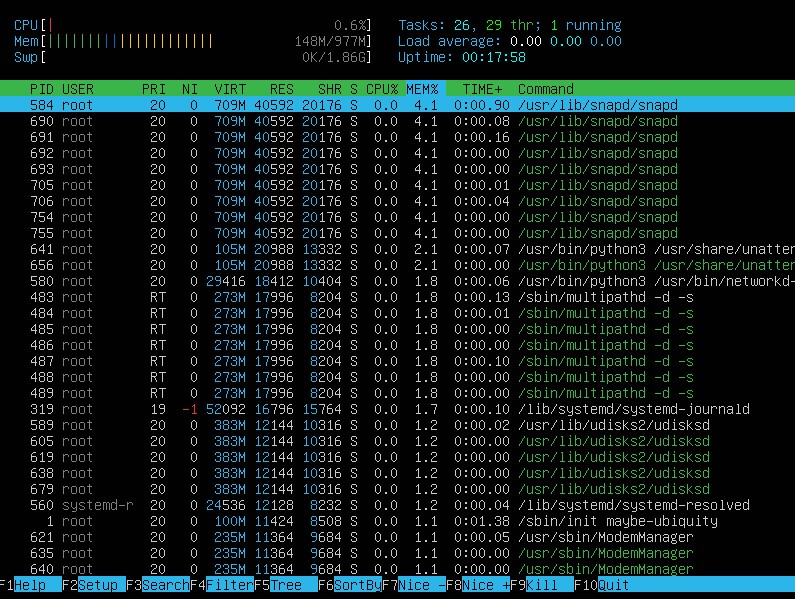 CPU[| 0.6%] Tasks: 26, 29 thr; 1 running
Mem[||||||||||||||||||||| 148M/977M] Load average: 0.00 0.00 0.00
Swp[ 0K/1.86G] Uptime: 00:17:58
PID USER PRI NI VIRT RES SHR S CPU% MEM% TIME+ Command
584 root 20 0 709M 40592 20176 S 0.0 4.1 0:00.90 /usr/lib/snapd/snapd
690 root 20 0 709M 40592 20176 S 0.0 4.1 0:00.08 /usr/lib/snapd/snapd
691 root 20 0 709M 40592 20176 S 0.0 4.1 0:00.16 /usr/lib/snapd/snapd
692 root 20 0 709M 40592 20176 S 0.0 4.1 0:00.00 /usr/lib/snapd/snapd
693 root 20 0 709M 40592 20176 S 0.0 4.1 0:00.00 /usr/lib/snapd/snapd
705 root 20 0 709M 40592 20176 S 0.0 4.1 0:00.01 /usr/lib/snapd/snapd
706 root 20 0 709M 40592 20176 S 0.0 4.1 0:00.04 /usr/lib/snapd/snapd
754 root 20 0 709M 40592 20176 S 0.0 4.1 0:00.00 /usr/lib/snapd/snapd
755 root 20 0 709M 40592 20176 S 0.0 4.1 0:00.00 /usr/lib/snapd/snapd
641 root 20 0 105M 20988 13332 S 0.0 2.1 0:00.07 /usr/bin/python3 /usr/share/unatten
656 root 20 0 105M 20988 13332 S 0.0 2.1 0:00.00 /usr/bin/python3 /usr/share/unatten
580 root 20 0 29416 18412 10404 S 0.0 1.8 0:00.06 /usr/bin/python3 /usr/bin/networkd-
483 root RT 0 273M 17996 8204 S 0.0 1.8 0:00.13 /sbin/multipathd -d -s
484 root RT 0 273M 17996 8204 S 0.0 1.8 0:00.01 /sbin/multipathd -d -s
485 root RT 0 273M 17996 8204 S 0.0 1.8 0:00.00 /sbin/multipathd -d -s
486 root RT 0 273M 17996 8204 S 0.0 1.8 0:00.00 /sbin/multipathd -d -s
487 root RT 0 273M 17996 8204 S 0.0 1.8 0:00.10 /sbin/multipathd -d -s
488 root RT 0 273M 17996 8204 S 0.0 1.8 0:00.00 /sbin/multipathd -d -s
489 root RT 0 273M 17996 8204 S 0.0 1.8 0:00.00 /sbin/multipathd -d -s
319 root 19 -1 52092 16796 15764 S 0.0 1.7 0:00.10 /lib/systemd/systemd-journald
589 root 20 0 383M 12144 10316 S 0.0 1.2 0:00.02 /usr/lib/udisks2/udisksd
605 root 20 0 383M 12144 10316 S 0.0 1.2 0:00.00 /usr/lib/udisks2/udisksd
619 root 20 0 383M 12144 10316 S 0.0 1.2 0:00.00 /usr/lib/udisks2/udisksd
638 root 20 0 383M 12144 10316 S 0.0 1.2 0:00.00 /usr/lib/udisks2/udisksd
679 root 20 0 383M 12144 10316 S 0.0 1.2 0:00.00 /usr/lib/udisks2/udisksd
560 systemd-r 20 0 24536 12128 8232 S 0.0 1.2 0:00.04 /lib/systemd/systemd-resolved
1 root 20 0 100M 11424 8508 S 0.0 1.1 0:01.38 /sbin/init maybe-ubiquity
621 root 20 0 235M 11364 9684 S 0.0 1.1 0:00.05 /usr/sbin/ModemManager
635 root 20 0 235M 11364 9684 S 0.0 1.1 0:00.00 /usr/sbin/ModemManager
640 root 20 0 235M 11364 9684 S 0.0 1.1 0:00.00 /usr/sbin/ModemManager
F1Help F2Setup F3SearchF4FilterF5Tree F6SortByF7Nice -F8Nice +F9Kill F10Quit